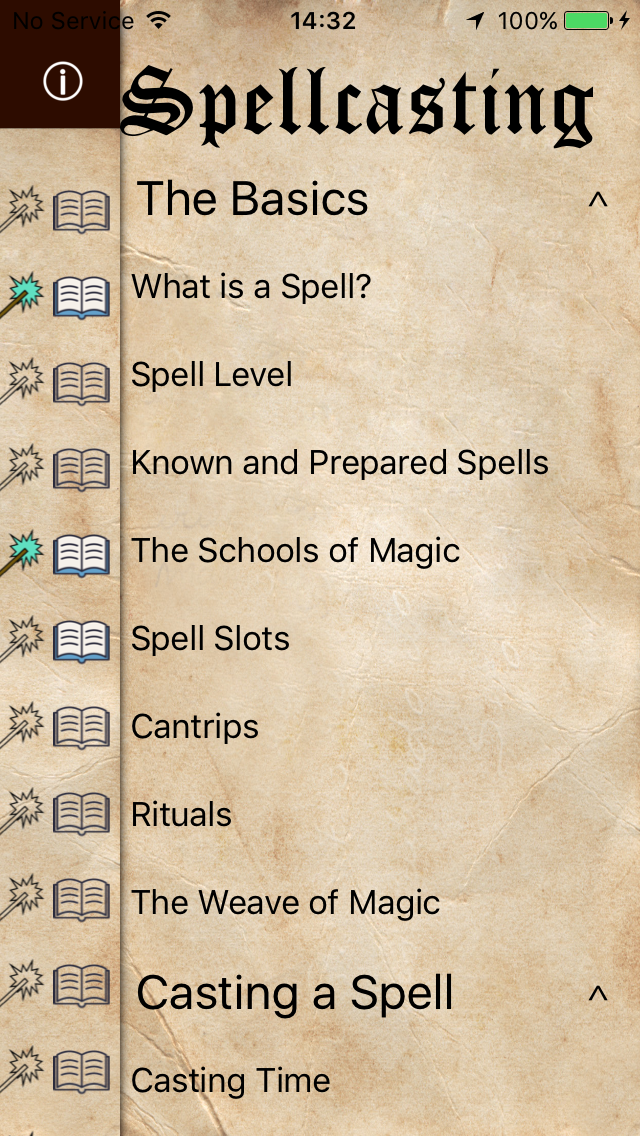 No Service 14:32 100%
Spellcasting
The Basics ^
What is a Spell?
Spell Level
Known and Prepared Spells
The Schools of Magic
Spell Slots
Cantrips
Rituals
The Weave of Magic
Casting a Spell ^
Casting Time